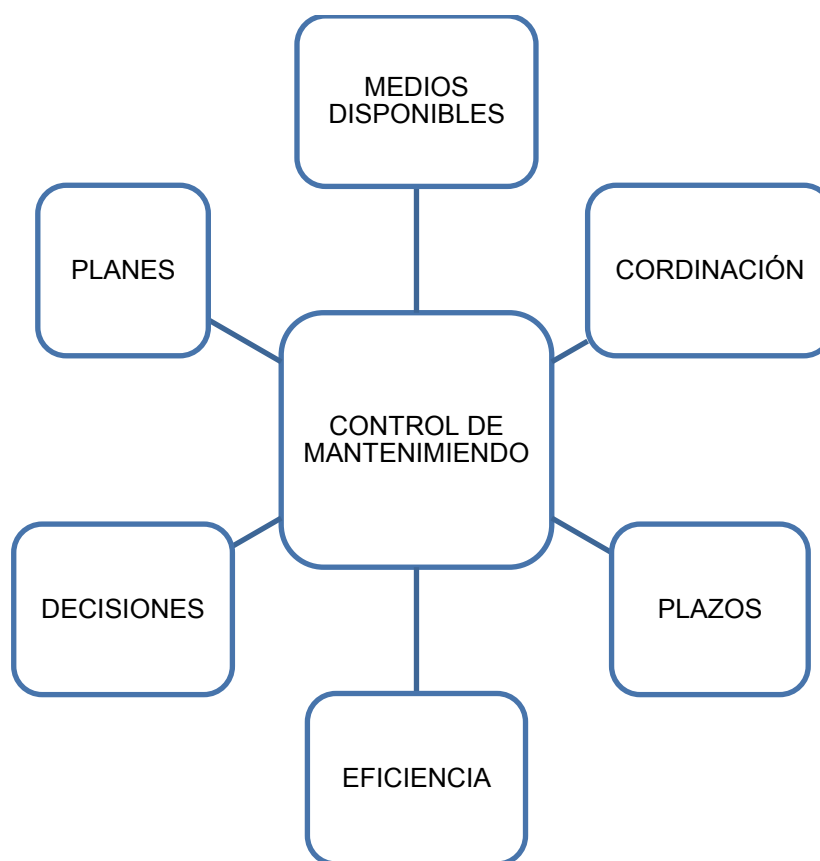 MEDIOS
DISPONIBLES
PLANES
CORDINACIÓN
CONTROL DE
MANTENIMIENDO
DECISIONES
PLAZOS
EFICIENCIA